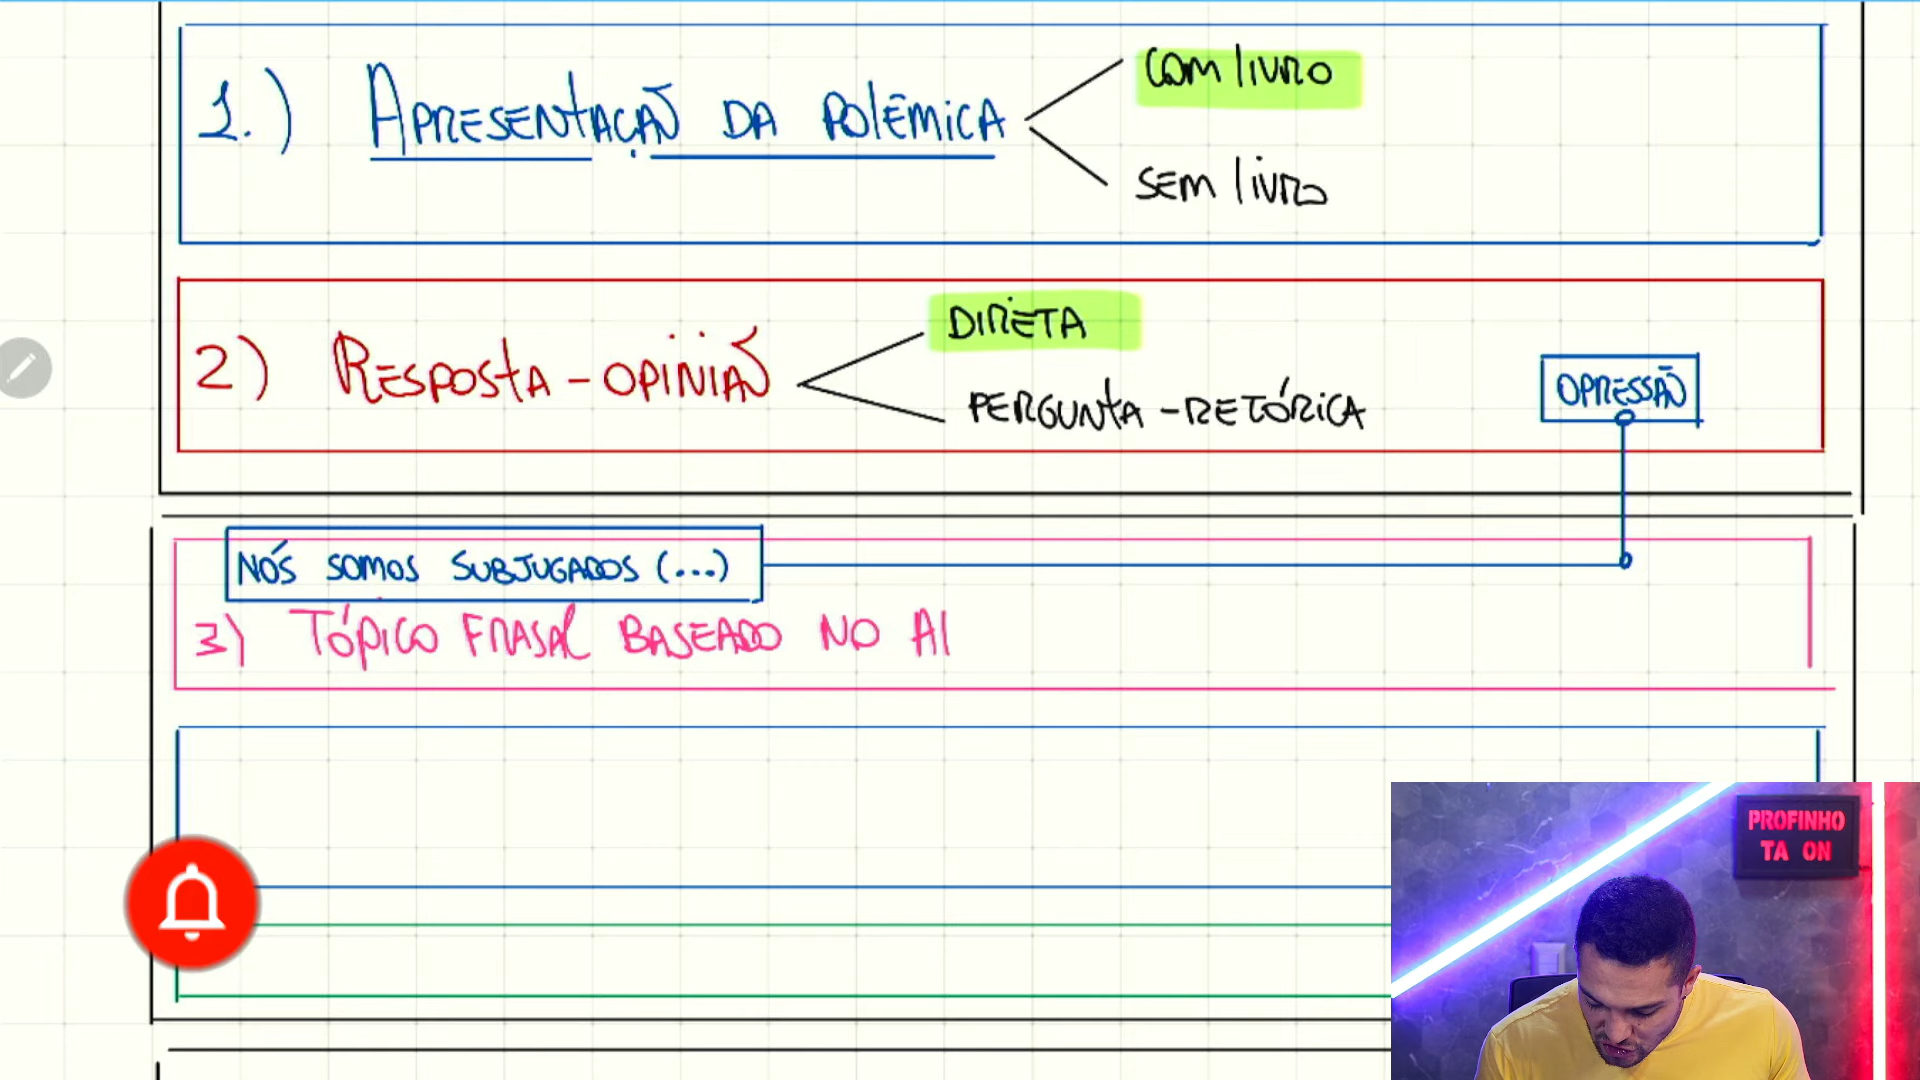 1.) APRESENTAÇÃO DA POLÊMICA
COM LIVRO
SEM LIVRO
2) RESPOSTA-OPINIÃO
DIRETA
PERGUNTA-RETÓRICA
OPRESSÃO
NÓS SOMOS SUBJUGADOS (...)
3) TÓPICO FRASAL BASEADO NO A1
PROFINHO
TA ON